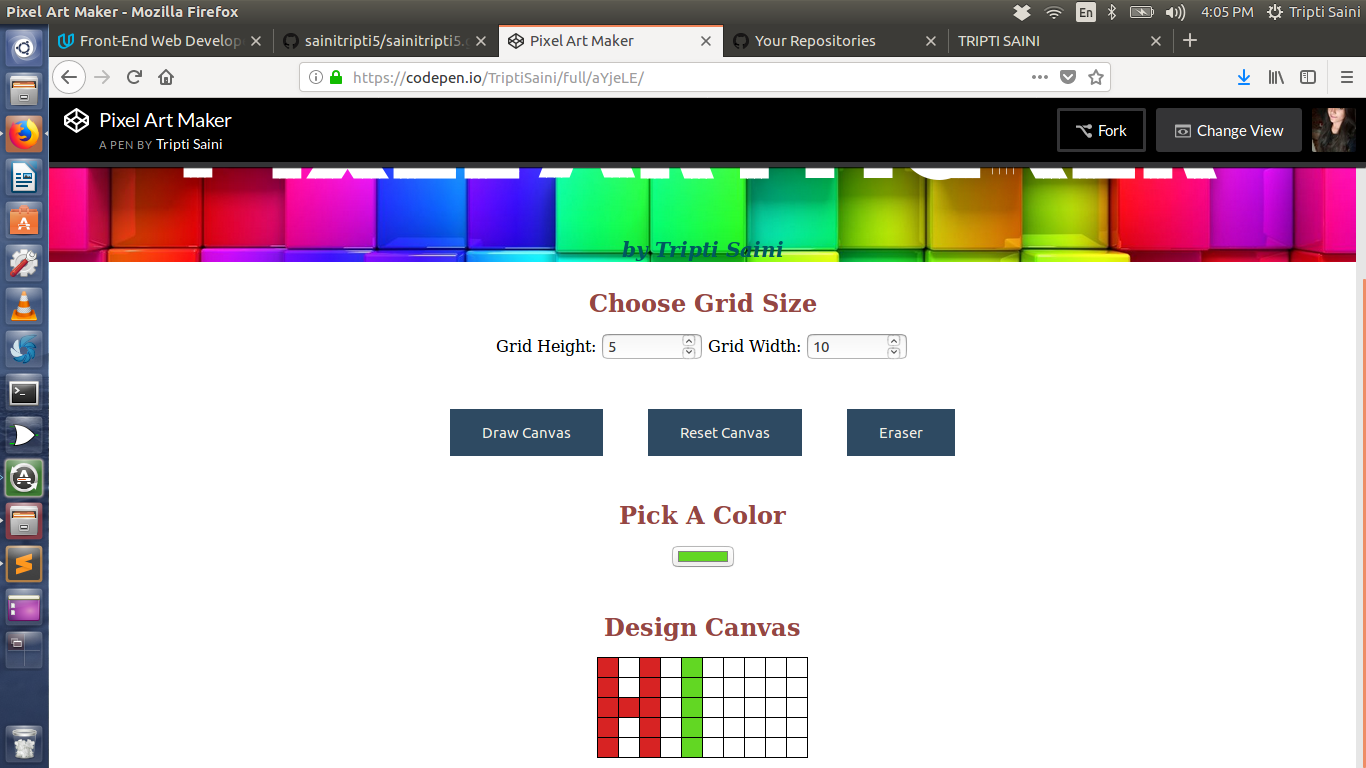 Pixel Art Maker - Mozilla Firefox
En
4:05 PM
Tripti Saini
Front-End Web Develop
sainitripti5/sainitripti5.g
Pixel Art Maker
Your Repositories
TRIPTI SAINI
https://codepen.io/TriptiSaini/full/aYjeLE/
Pixel Art Maker
A PEN BY Tripti Saini
Fork
Change View
by Tripti Saini
Choose Grid Size
Grid Height: 5 Grid Width: 10
Draw Canvas
Reset Canvas
Eraser
Pick A Color
Design Canvas
HI